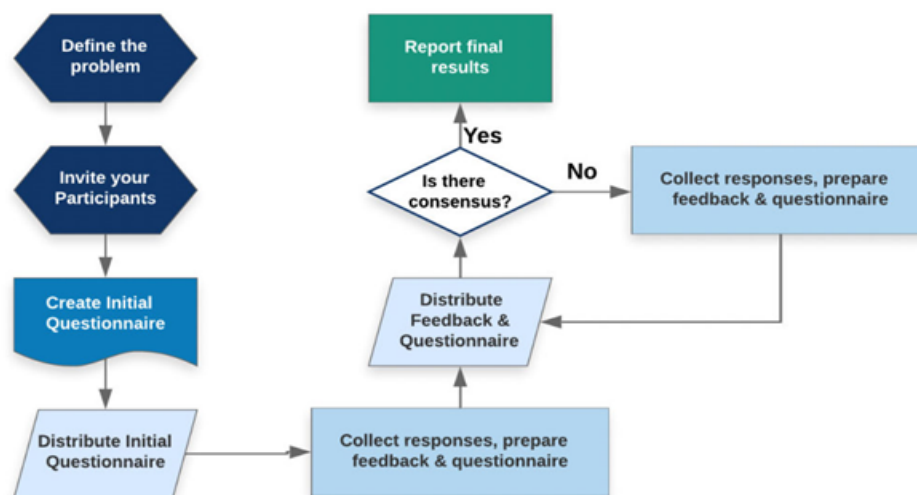 Define the
problem
Invite your
Participants
Create Initial
Questionnaire
Distribute Initial
Questionnaire
Collect responses, prepare
feedback & questionnaire
Distribute
Feedback &
Questionnaire
Is there
consensus?
Yes
Report final
results
No
Collect responses, prepare
feedback & questionnaire